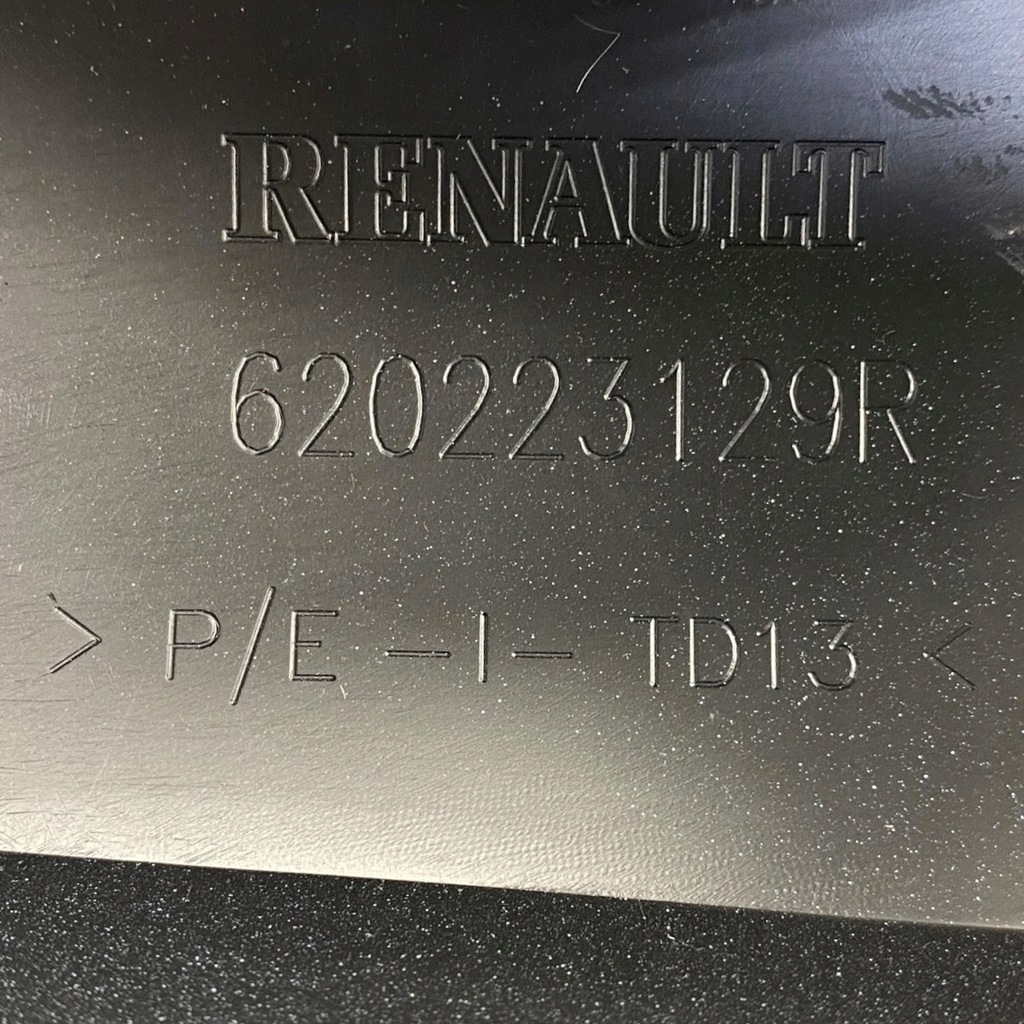 RENAULT
620223129R
> P/E – I – TD13 <